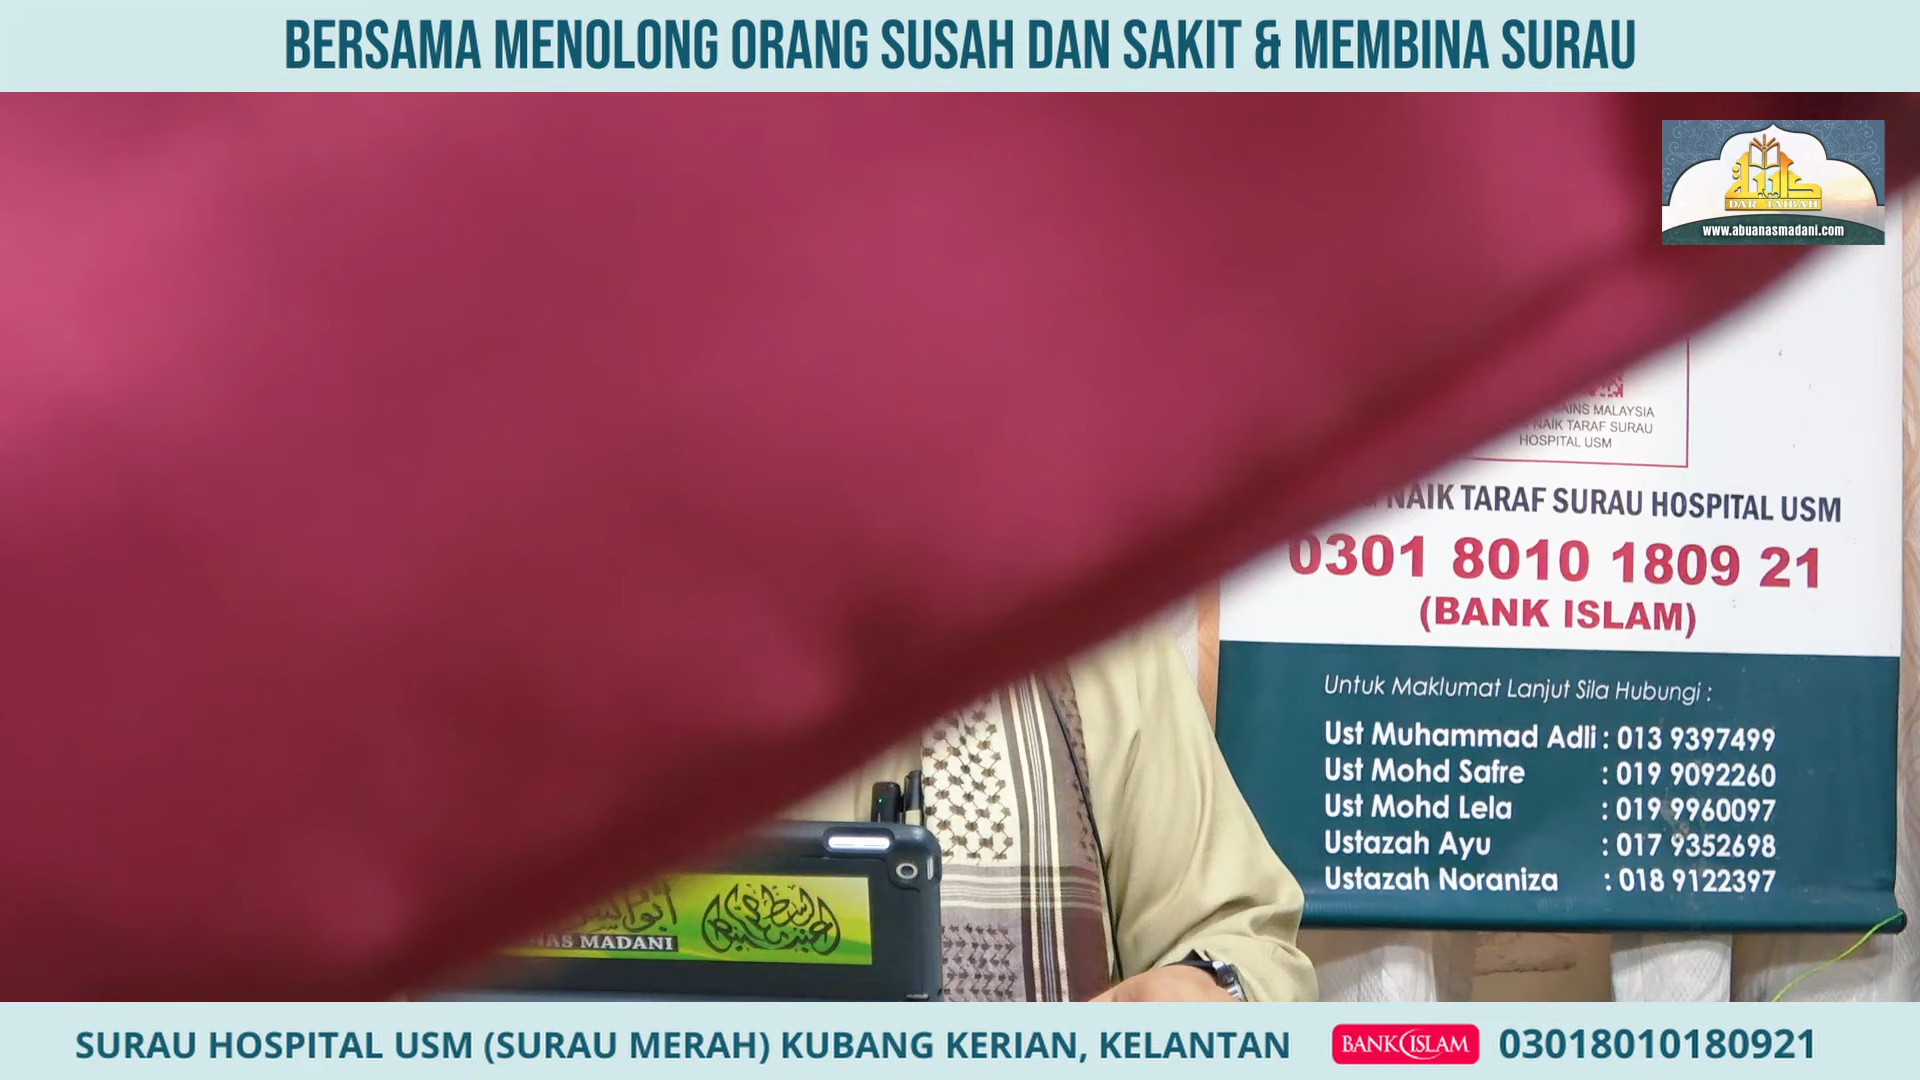 BERSAMA MENOLONG ORANG SUSAH DAN SAKIT & MEMBINA SURAU
DAR TAIBAH
www.abuanasmadani.com
MALAYSIA
NAIK TARAF SURAU
HOSPITAL USM
NAIK TARAF SURAU HOSPITAL USM
0301 8010 1809 21
(BANK ISLAM)
Untuk Maklumat Lanjut Sila Hubungi :
Ust Muhammad Adli : 013 9397499
Ust Mohd Safre : 019 9092260
Ust Mohd Lela : 019 9960097
Ustazah Ayu : 017 9352698
Ustazah Noraniza : 018 9122397
MADANI
SURAU HOSPITAL USM (SURAU MERAH) KUBANG KERIAN, KELANTAN BANK ISLAM 03018010180921